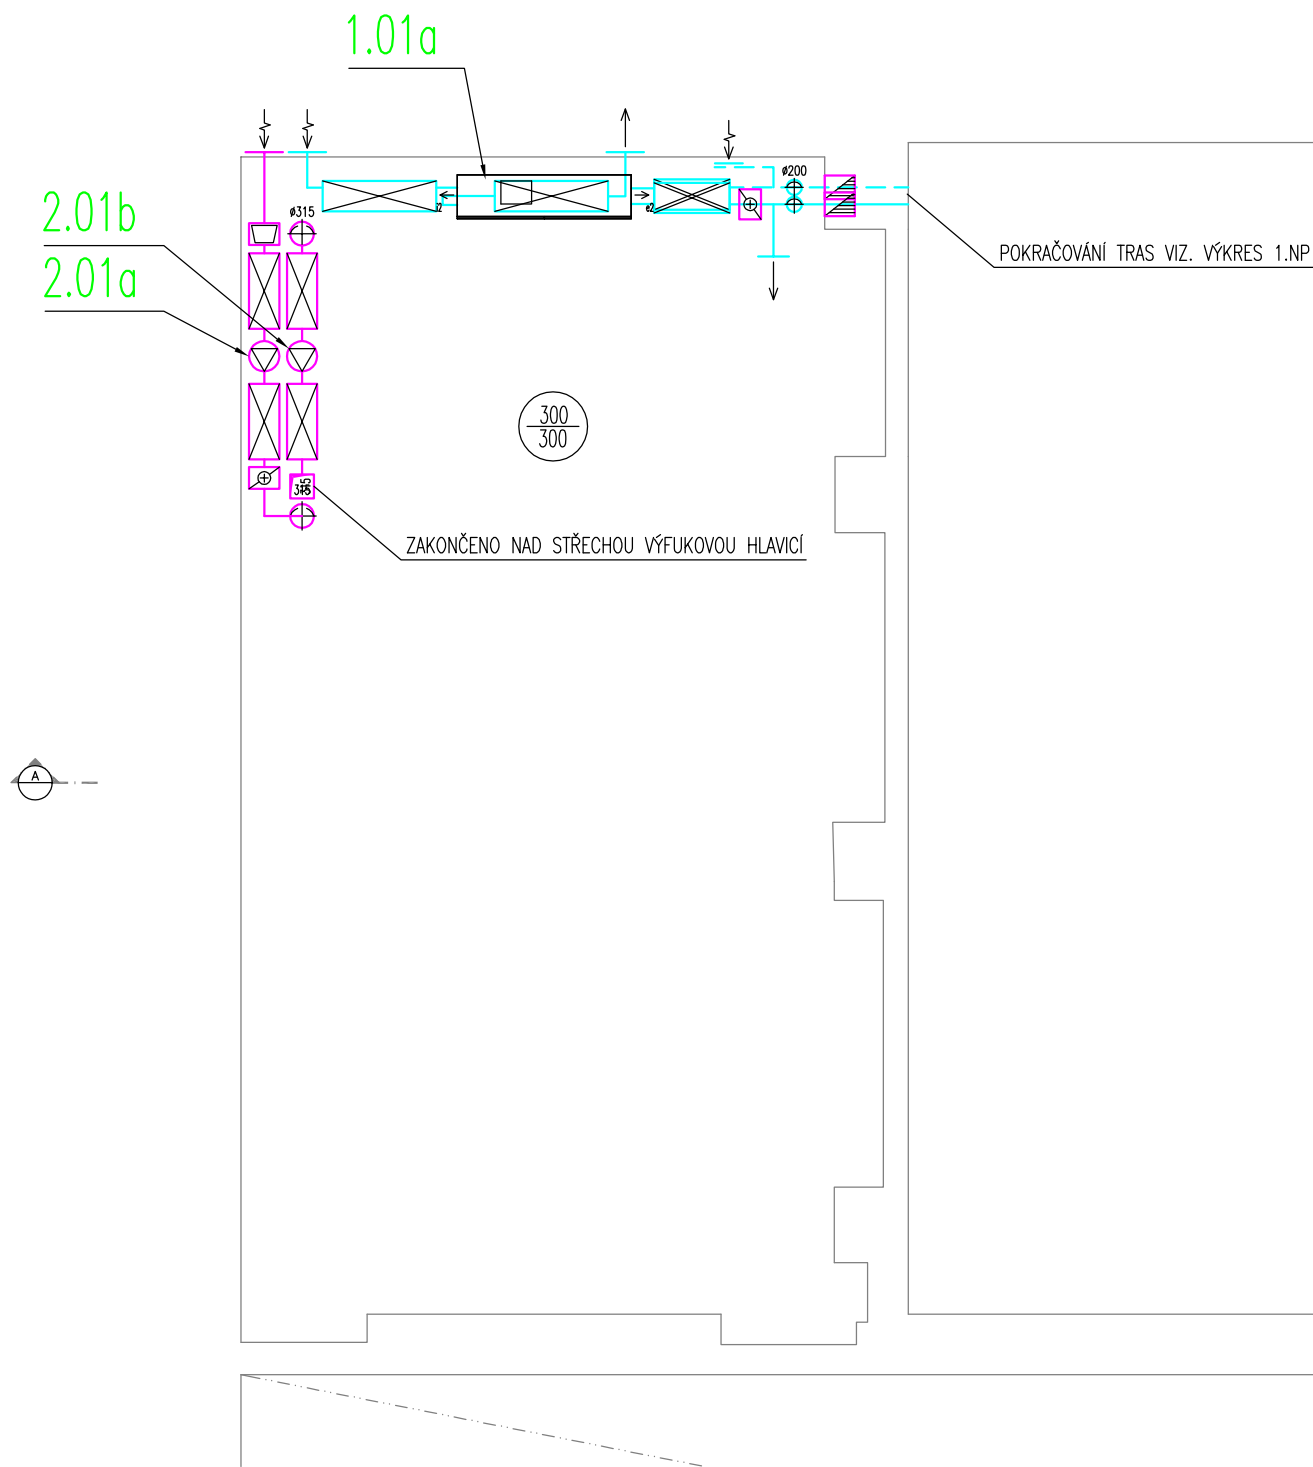 1.01a
ø200
2.01b
ø315
POKRAČOVÁNÍ TRAS VIZ. VÝKRES 1.NP
2.01a
300
300
315
ZAKONČENO NAD STŘECHOU VÝFUKOVOU HLAVICÍ
A